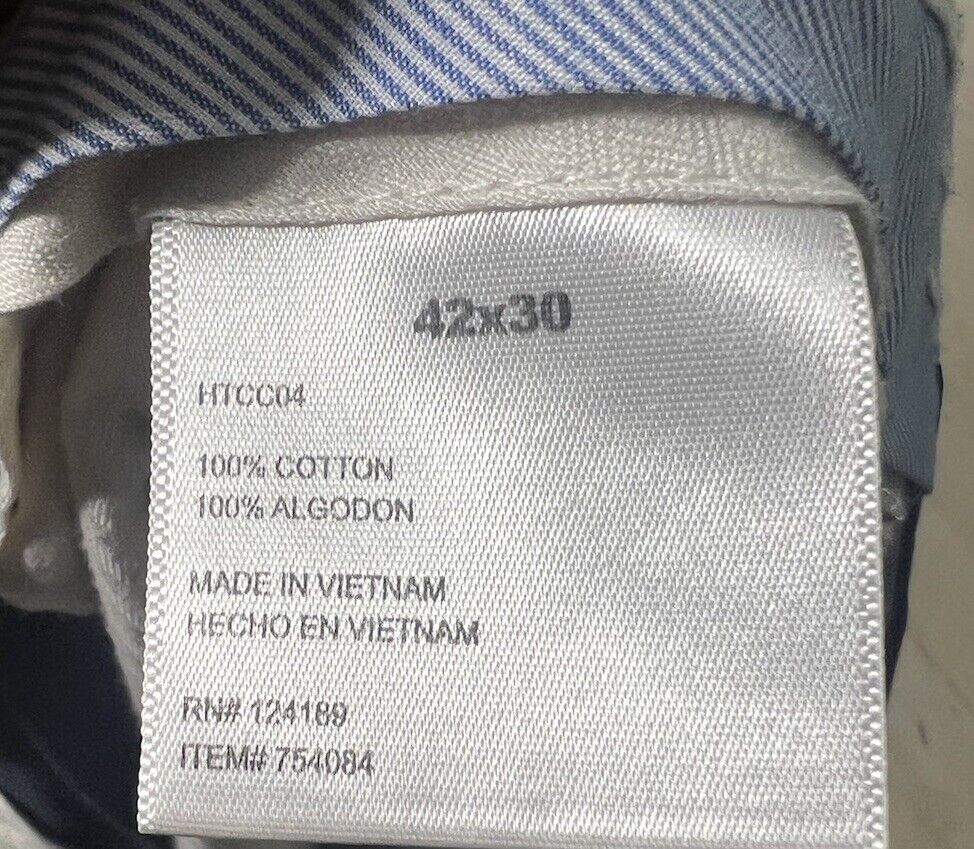 42x30
HTCC04
100% COTTON
100% ALGODON
MADE IN VIETNAM
HECHO EN VIETNAM
RN# 124189
ITEM# 754084